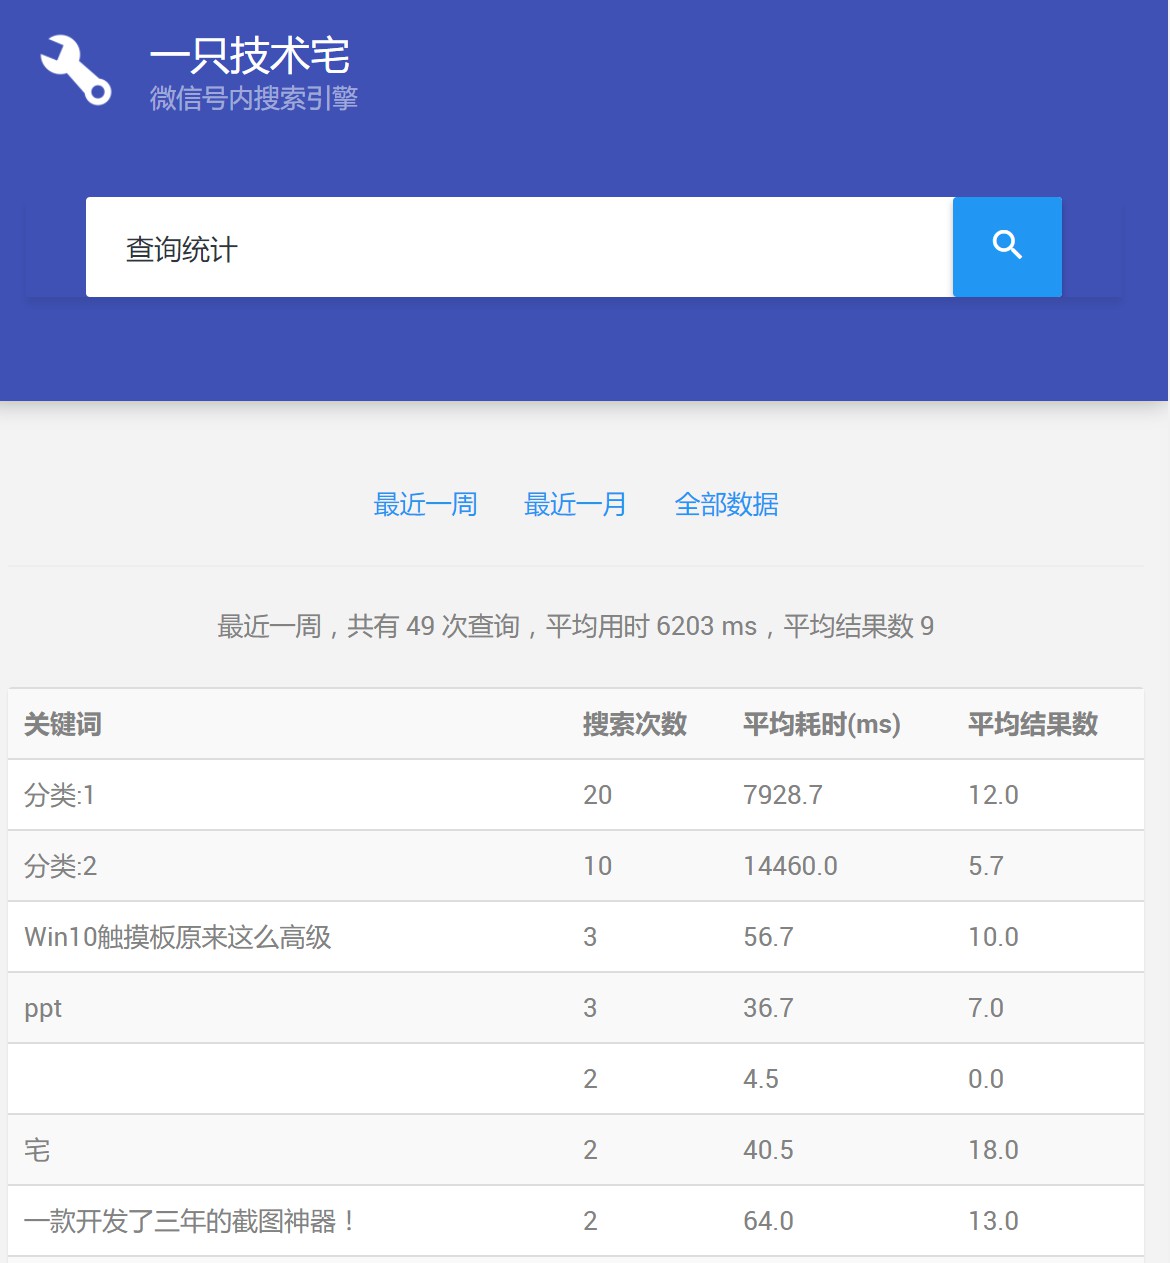 一只技术宅
微信号内搜索引擎
查询统计
最近一周 最近一月 全部数据
最近一周，共有 49 次查询，平均用时 6203 ms，平均结果数 9
关键词 搜索次数 平均耗时(ms) 平均结果数
分类:1 20 7928.7 12.0
分类:2 10 14460.0 5.7
Win10触摸板原来这么高级 3 56.7 10.0
ppt 3 36.7 7.0
2 4.5 0.0
宅 2 40.5 18.0
一款开发了三年的截图神器！ 2 64.0 13.0